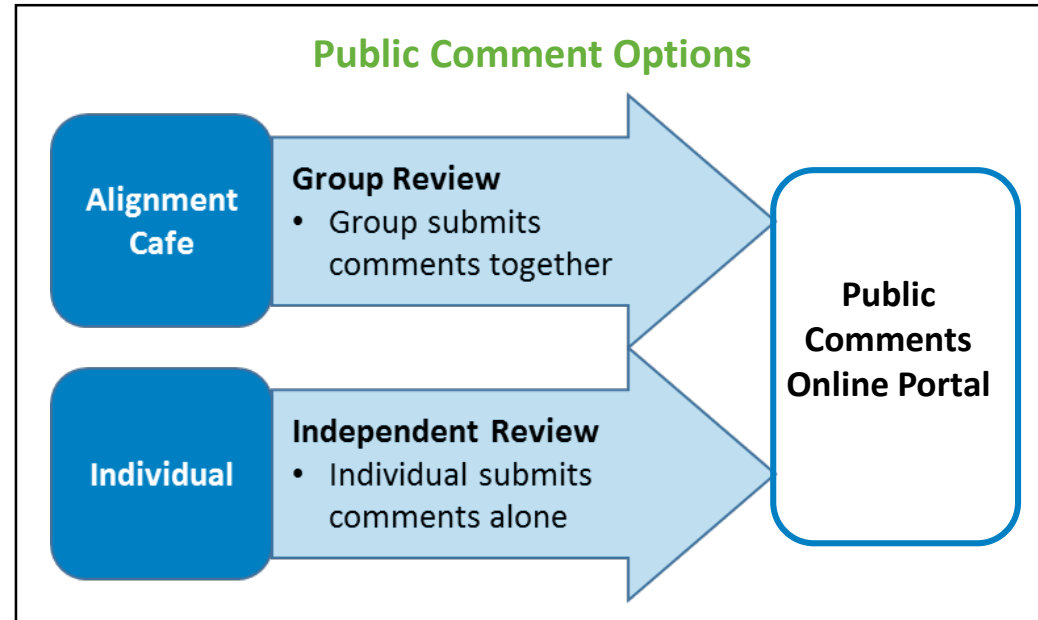 Public Comment Options
Alignment
Cafe
Group Review
• Group submits
comments together
Individual
Independent Review
• Individual submits
comments alone
Public
Comments
Online Portal